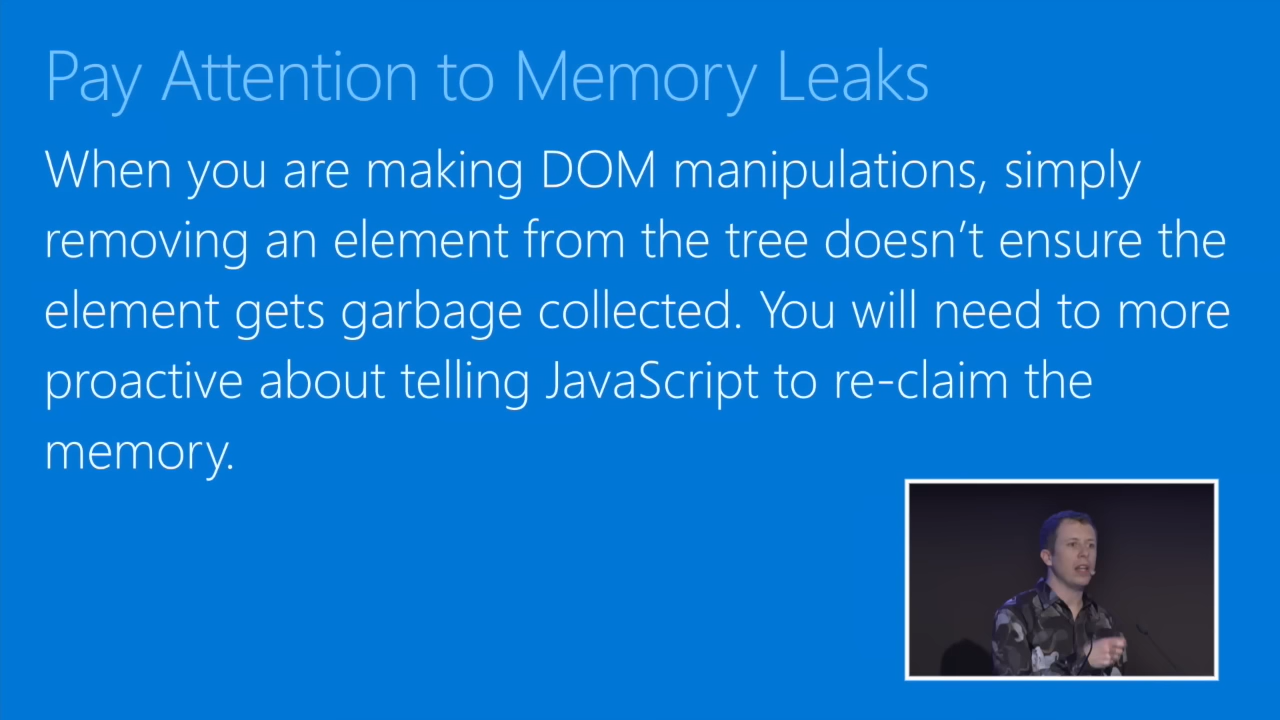 Pay Attention to Memory Leaks
When you are making DOM manipulations, simply
removing an element from the tree doesn’t ensure the
element gets garbage collected. You will need to more
proactive about telling JavaScript to re-claim the
memory.